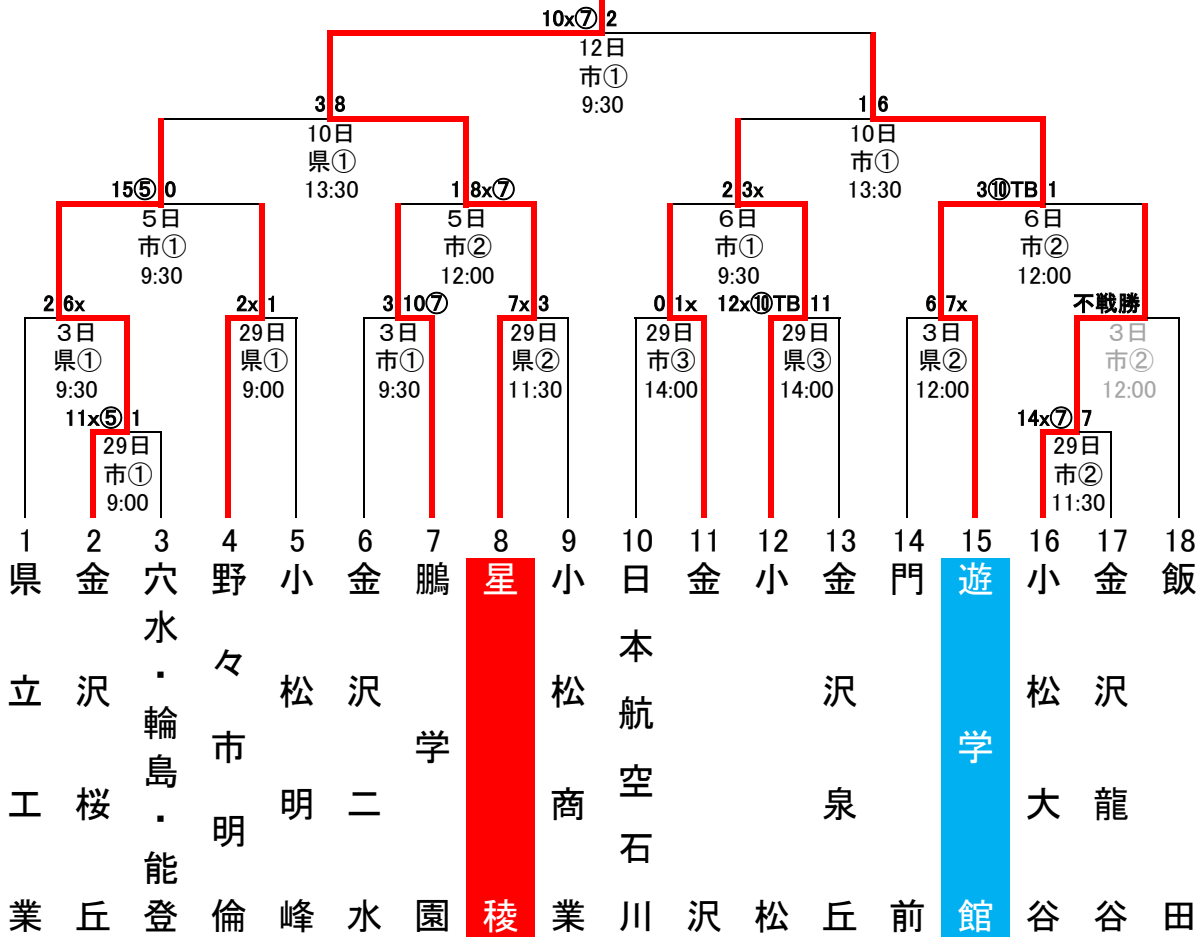 10x⑦ 2
12日
市①
9:30
3 8
10日
県①
13:30
1 6
10日
市①
13:30
15⑤ 0
5日
市①
9:30
1 8x⑦
5日
市②
12:00
2 3x
6日
市①
9:30
3⑩TB 1
6日
市②
12:00
2 6x
3日
県①
9:30
2x 1
29日
県①
9:00
3 10⑦
3日
市①
9:30
7x 3
29日
県②
11:30
0 1x
29日
市③
14:00
12x⑩TB 11
29日
県③
14:00
6 7x
3日
県②
12:00
不戦勝
3日
市②
12:00
11x⑤ 1
29日
市①
9:00
14x⑦ 7
29日
市②
11:30
1 2 3 4 5 6 7 8 9 10 11 12 13 14 15 16 17 18
県立工業
金沢桜丘
穴水・輪島・能登
野々市明倫
小松明峰
金沢二水
鵬学園
星稜
小松商業
日本航空石川
金沢
小松
金沢泉丘
門前
遊学館
小松大谷
金沢龍谷
飯田